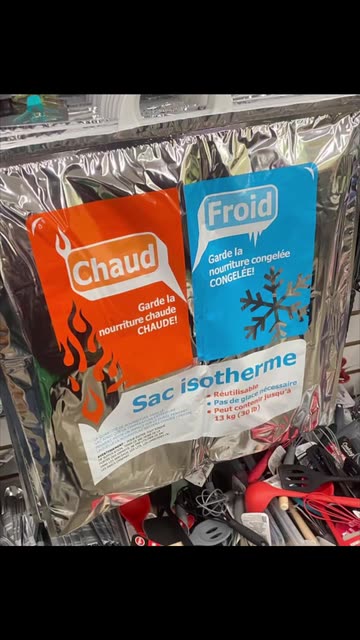 Chaud
Garde la
nourriture chaude
CHAUDE!
Froid
Garde la
nourriture congelée
CONGELÉE!
Sac isotherme
• Réutilisable
• Pas de glace nécessaire
• Peut contenir jusqu'à
13 kg (30 lb)